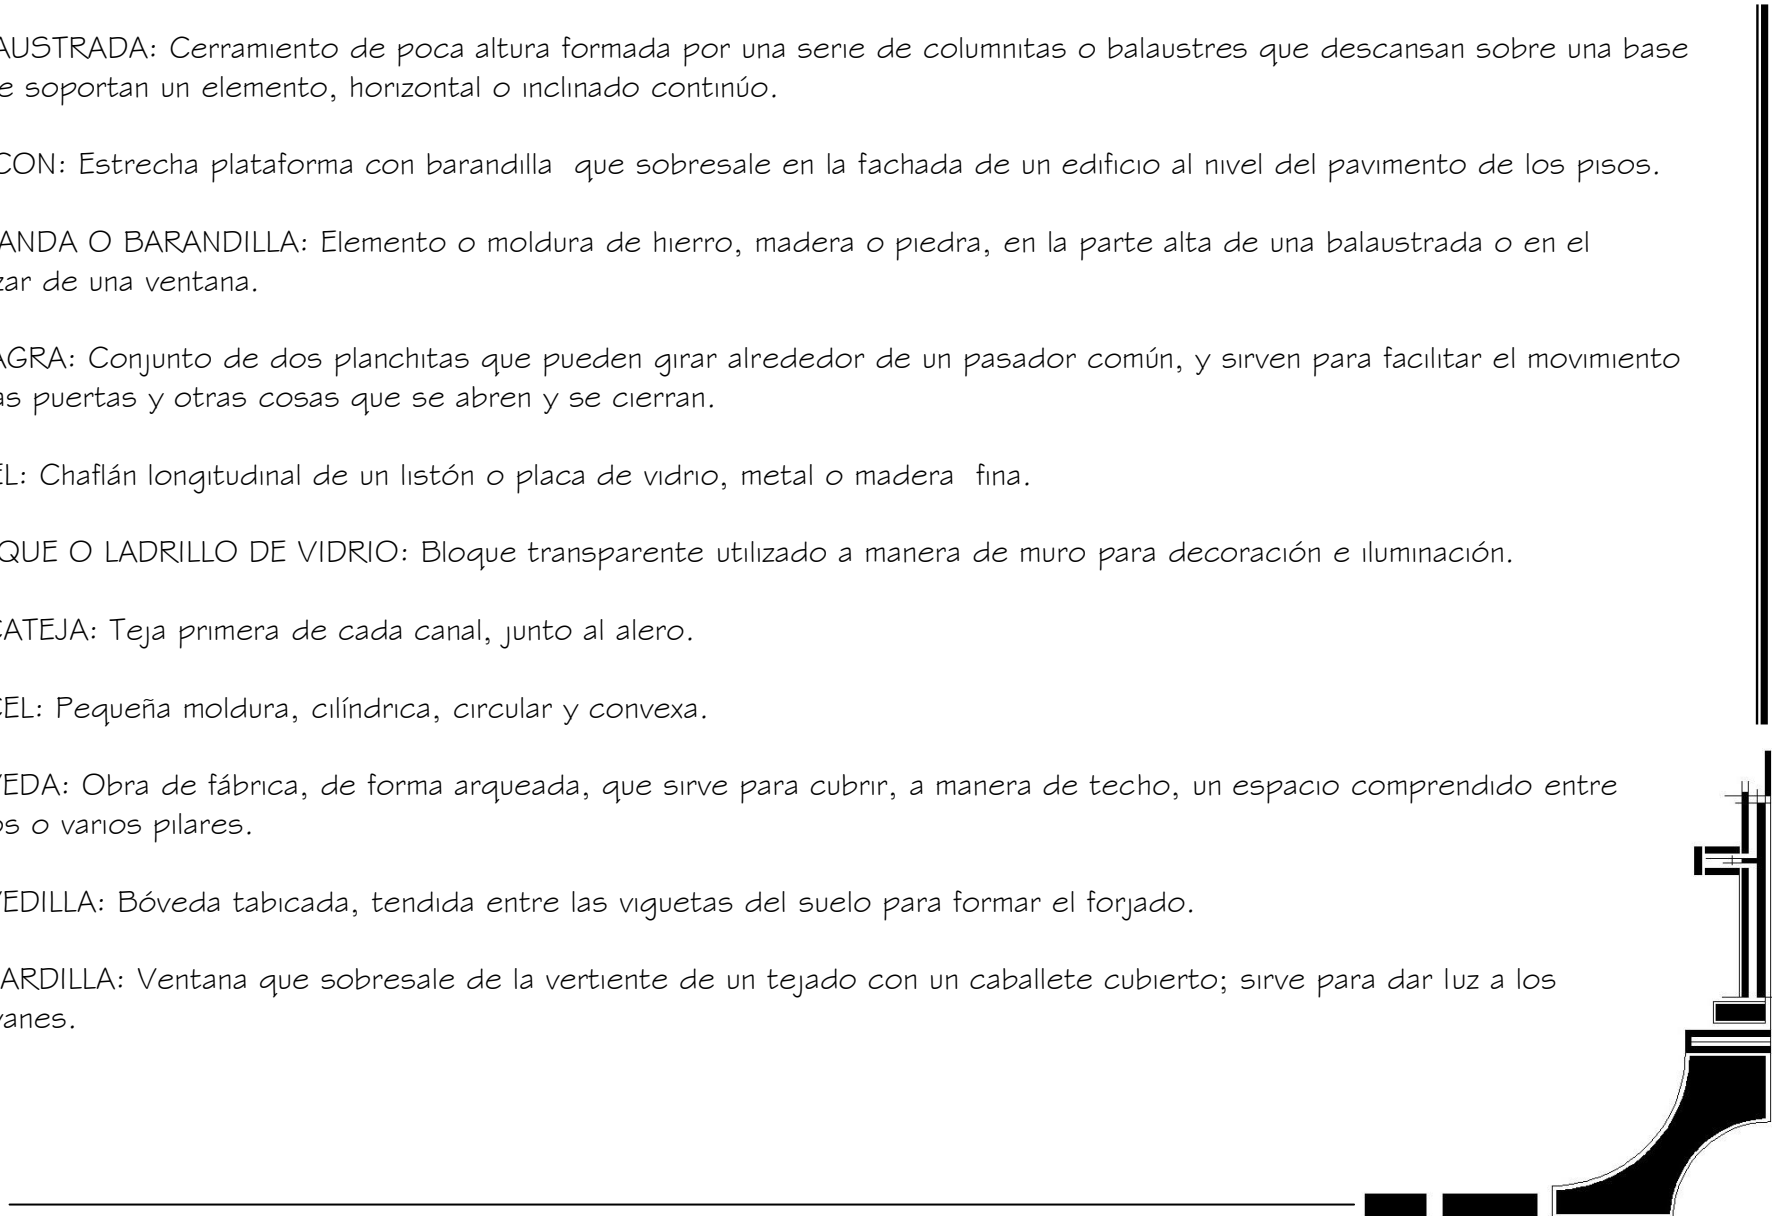 AUSTRADA: Cerramiento de poca altura formada por una serie de columnitas o balaustres que descansan sobre una base
e soportan un elemento, horizontal o inclinado continúo.
CON: Estrecha plataforma con barandilla que sobresale en la fachada de un edificio al nivel del pavimento de los pisos.
ANDA O BARANDILLA: Elemento o moldura de hierro, madera o piedra, en la parte alta de una balaustrada o en el
zar de una ventana.
AGRA: Conjunto de dos planchitas que pueden girar alrededor de un pasador común, y sirven para facilitar el movimiento
as puertas y otras cosas que se abren y se cierran.
EL: Chaflán longitudinal de un listón o placa de vidrio, metal o madera fina.
QUE O LADRILLO DE VIDRIO: Bloque transparente utilizado a manera de muro para decoración e iluminación.
CATEJA: Teja primera de cada canal, junto al alero.
CEL: Pequeña moldura, cilíndrica, circular y convexa.
VEDA: Obra de fábrica, de forma arqueada, que sirve para cubrir, a manera de techo, un espacio comprendido entre
os o varios pilares.
VEDILLA: Bóveda tabicada, tendida entre las viguetas del suelo para formar el forjado.
ARDILLA: Ventana que sobresale de la vertiente de un tejado con un caballete cubierto; sirve para dar luz a los
vanes.